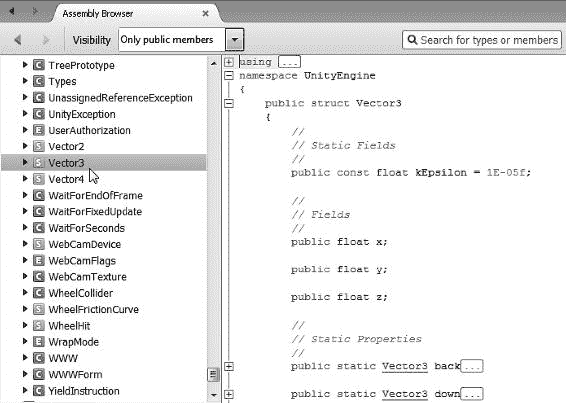 Assembly Browser ×
Visibility Only public members Search for types or members
C TreePrototype
C Types
C UnassignedReferenceException
C UnityException
E UserAuthorization
S Vector2
S Vector3
S Vector4
C WaitForEndOfFrame
C WaitForFixedUpdate
C WaitForSeconds
S WebCamDevice
E WebCamFlags
C WebCamTexture
C WheelCollider
S WheelFrictionCurve
S WheelHit
E WrapMode
C WWW
C WWWForm
C YieldInstruction
using ...
namespace UnityEngine
{
public struct Vector3
{
//
// Static Fields
//
public const float kEpsilon = 1E-05f;
//
// Fields
//
public float x;
public float y;
public float z;
//
// Static Properties
//
public static Vector3 back...
public static Vector3 down...